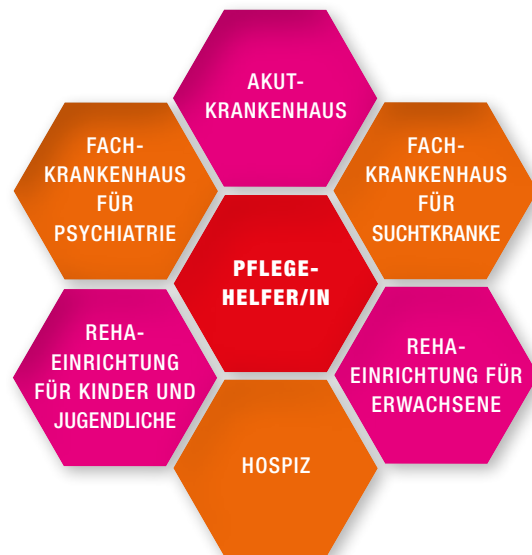 AKUT-
KRANKENHAUS
FACH-
KRANKENHAUS
FÜR
PSYCHIATRIE
FACH-
KRANKENHAUS
FÜR
SUCHTKRANKE
PFLEGE-
HELFER/IN
REHA-
EINRICHTUNG
FÜR KINDER UND
JUGENDLICHE
REHA-
EINRICHTUNG FÜR
ERWACHSENE
HOSPIZ